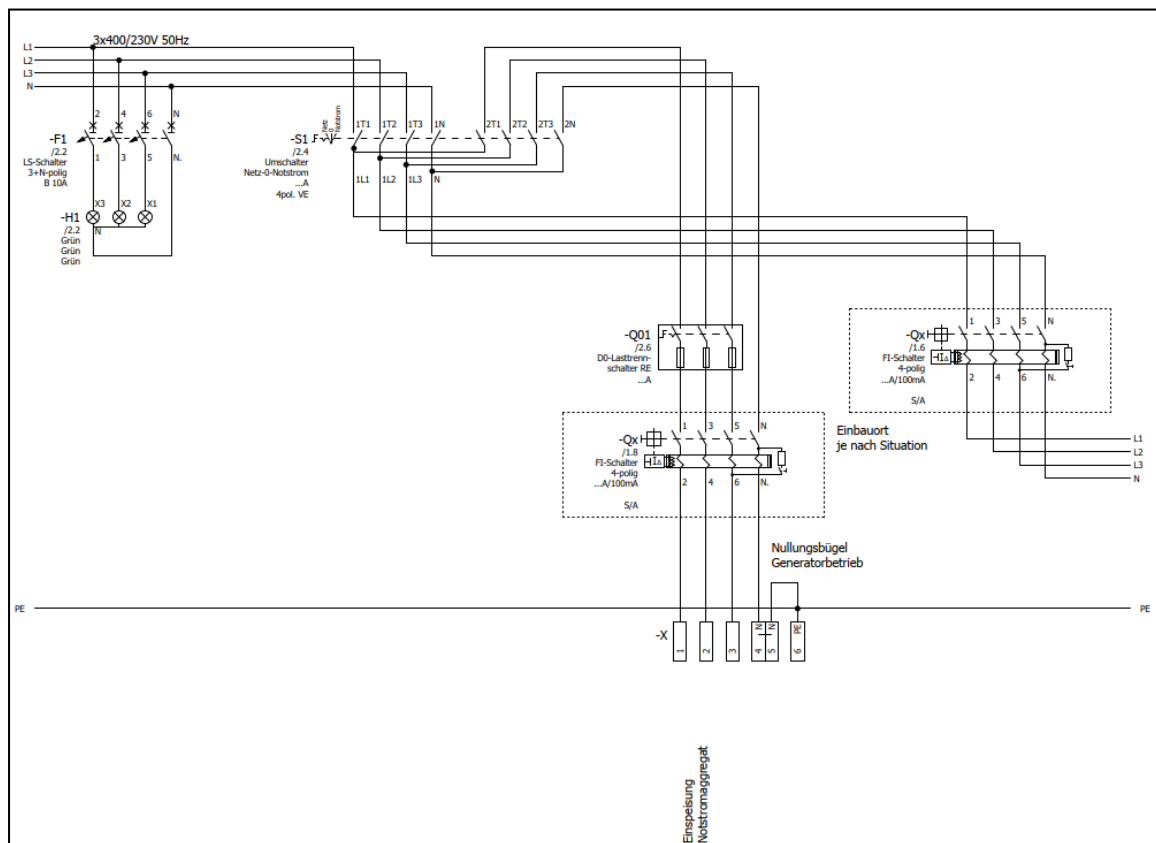 3x400/230V 50Hz
L1
L2
L3
N
2 4 6 N
-F1
/2.2
LS-Schalter
3+N-polig
B 10A
1 3 5 N.
-H1
X3 X2 X1
N
/2.2
Grün
Grün
Grün
Netz
0
Notstrom
1T1 1T2 1T3 1N 2T1 2T2 2T3 2N
-S1
/2.4
Umschalter
Netz-0-Notstrom
...A
4pol. VE
1L1 1L2 1L3 N
-Q01
/2.6
D0-Lasttrenn-
schalter RE
...A
1 3 5 N
-Qx
/1.6
FI-Schalter
4-polig
...A/100mA
S/A
I∆
2 4 6 N.
1 3 5 N
-Qx
/1.8
FI-Schalter
4-polig
...A/100mA
S/A
I∆
2 4 6 N.
Einbauort
je nach Situation
L1
L2
L3
N
Nullungsbügel
Generatorbetrieb
PE PE
-X
1 2 3 4 N 5 N 6 PE
Einspeisung
Notstromaggregat